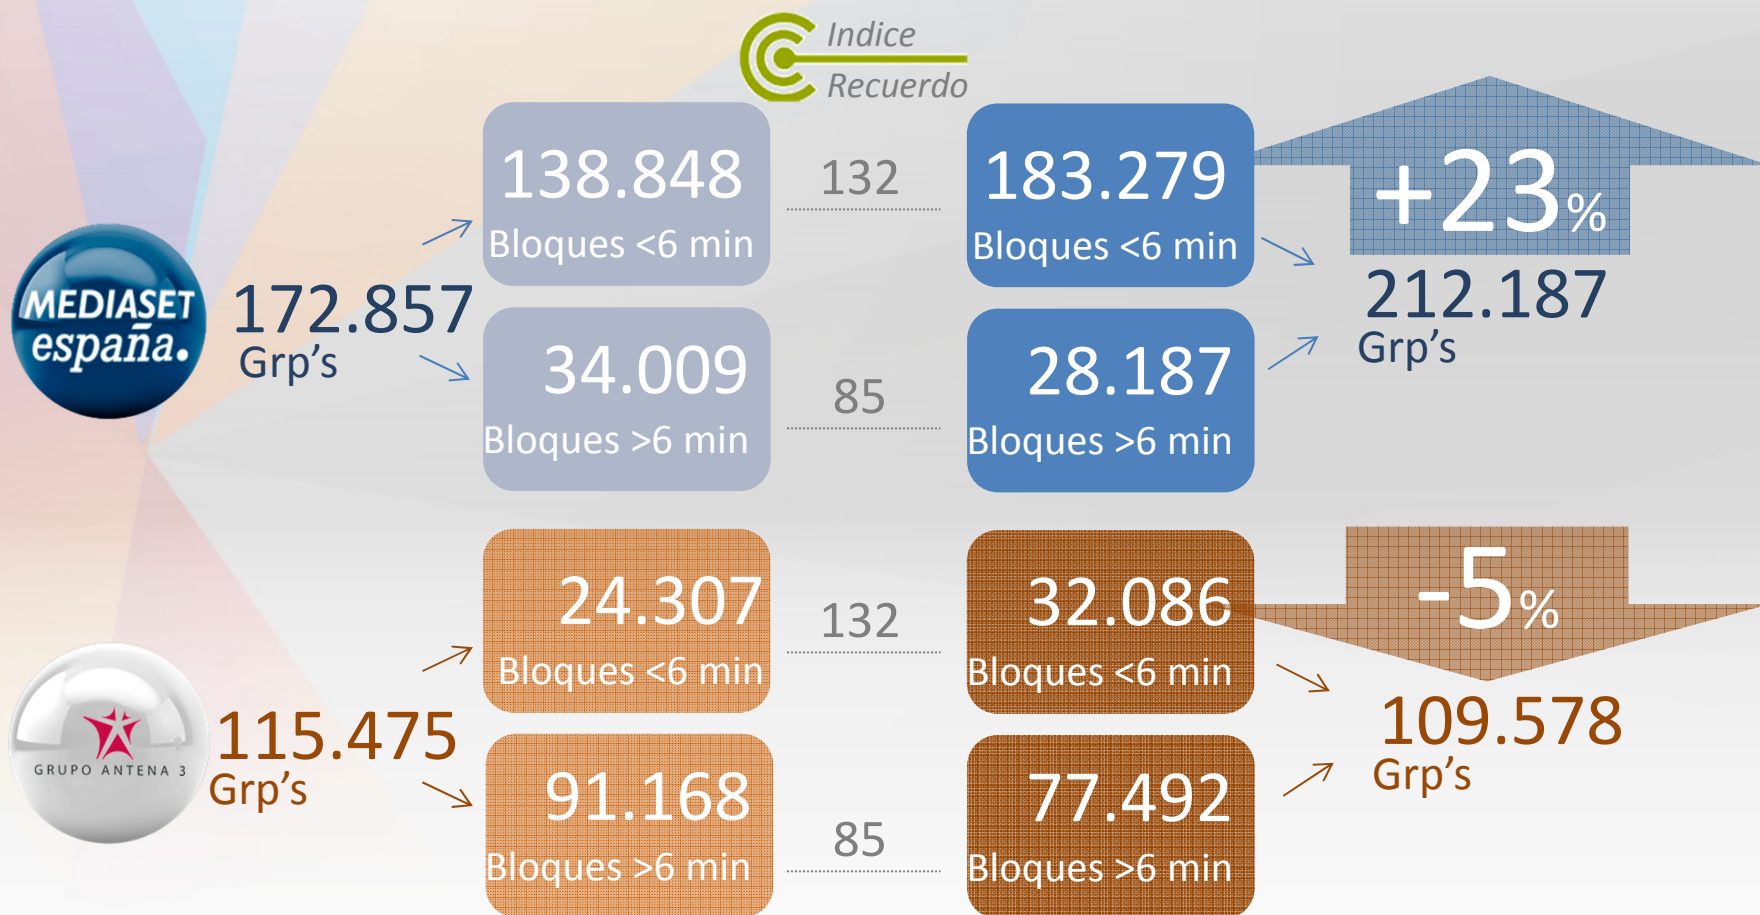 Indice
Recuerdo
138.848
Bloques <6 min
132
183.279
Bloques <6 min
+23%
MEDIASET
españa.
172.857
Grp's
212.187
Grp's
34.009
Bloques >6 min
85
28.187
Bloques >6 min
24.307
Bloques <6 min
132
32.086
Bloques <6 min
-5%
GRUPO ANTENA 3
115.475
Grp's
109.578
Grp's
91.168
Bloques >6 min
85
77.492
Bloques >6 min